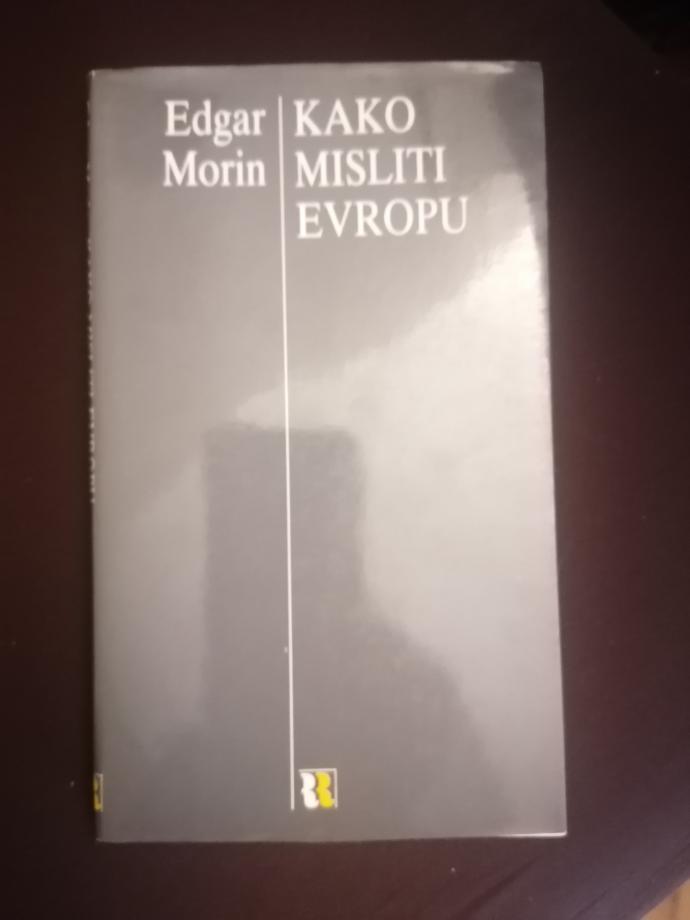 Edgar
Morin
KAKO
MISLITI
EVROPU